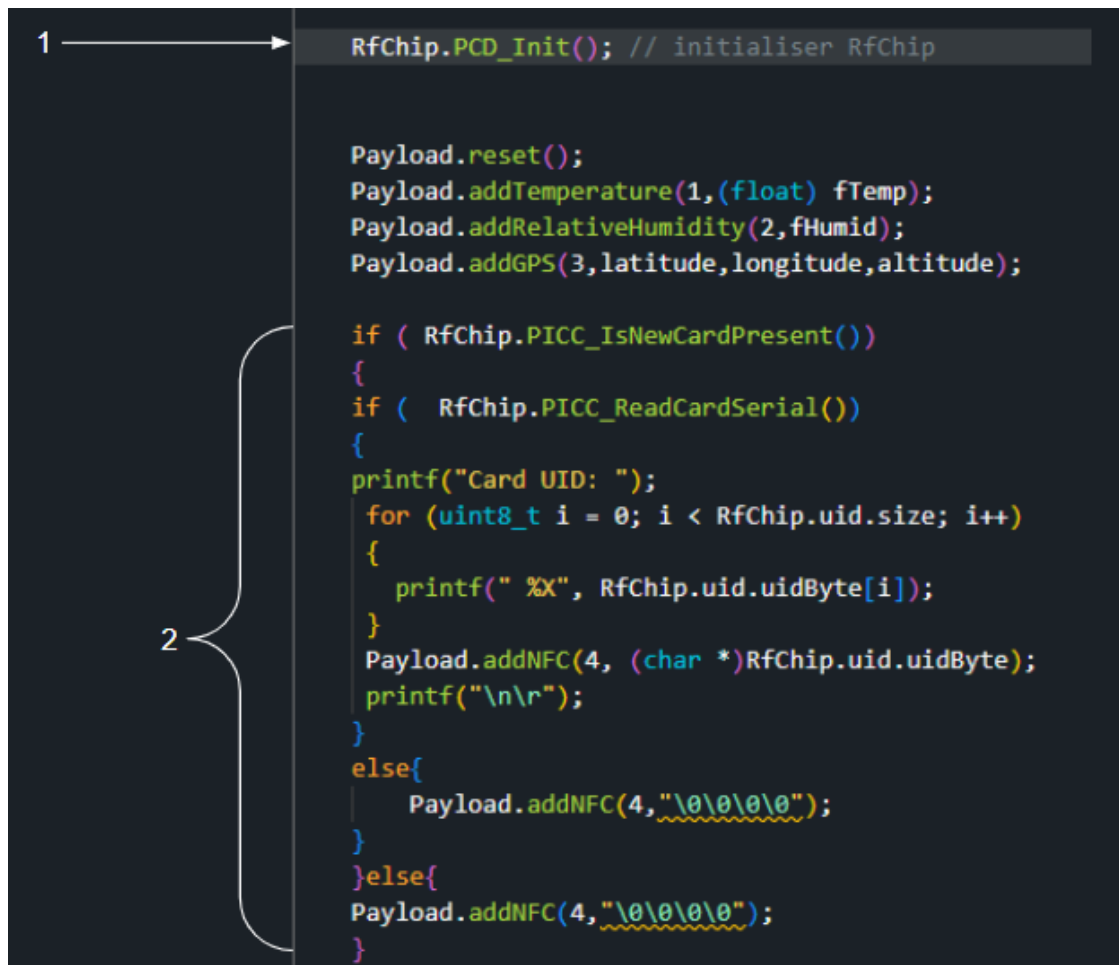 1
RfChip.PCD_Init(); // initialiser RfChip
Payload.reset();
Payload.addTemperature(1,(float) fTemp);
Payload.addRelativeHumidity(2,fHumid);
Payload.addGPS(3,latitude,longitude,altitude);
if ( RfChip.PICC_IsNewCardPresent())
{
if (  RfChip.PICC_ReadCardSerial())
{
printf("Card UID: ");
for (uint8_t i = 0; i < RfChip.uid.size; i++)
{
printf(" %X", RfChip.uid.uidByte[i]);
}
2
Payload.addNFC(4, (char *)RfChip.uid.uidByte);
printf("\n\r");
}
else{
Payload.addNFC(4,"\0\0\0\0");
}
}else{
Payload.addNFC(4,"\0\0\0\0");
}